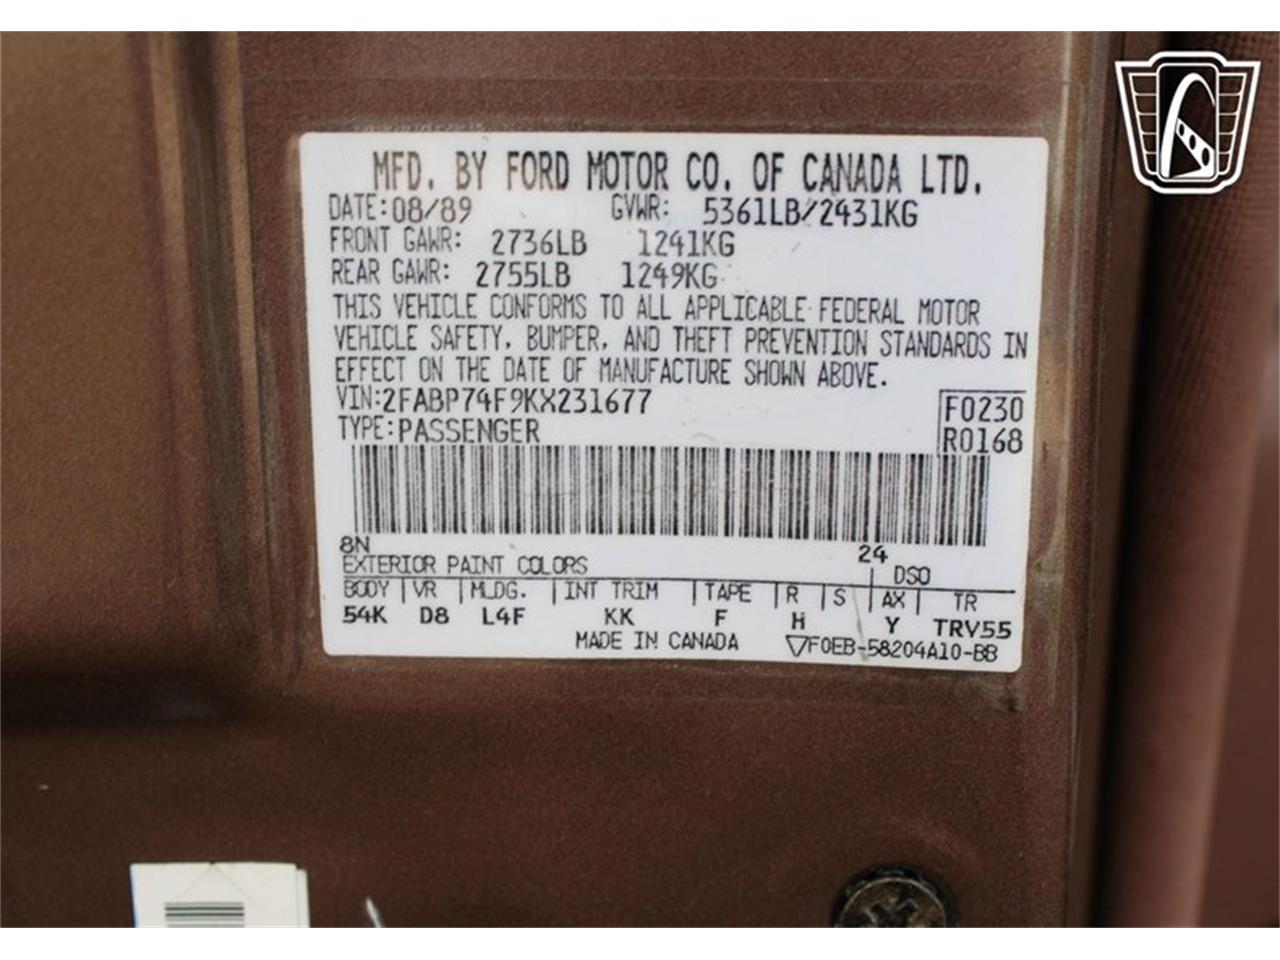 MFD. BY FORD MOTOR CO. OF CANADA LTD.
DATE: 08/89 GVWR: 5361LB/2431KG
FRONT GAWR: 2736LB 1241KG
REAR GAWR: 2755LB 1249KG
THIS VEHICLE CONFORMS TO ALL APPLICABLE FEDERAL MOTOR
VEHICLE SAFETY, BUMPER, AND THEFT PREVENTION STANDARDS IN
EFFECT ON THE DATE OF MANUFACTURE SHOWN ABOVE.
VIN:2FABP74F9KX231677 F0230
TYPE:PASSENGER R0168
8N 24
EXTERIOR PAINT COLORS DSO
BODY VR MLDG. INT TRIM TAPE R S AX TR
54K D8 L4F KK F H Y TRV55
MADE IN CANADA F0EB-58204A10-BB